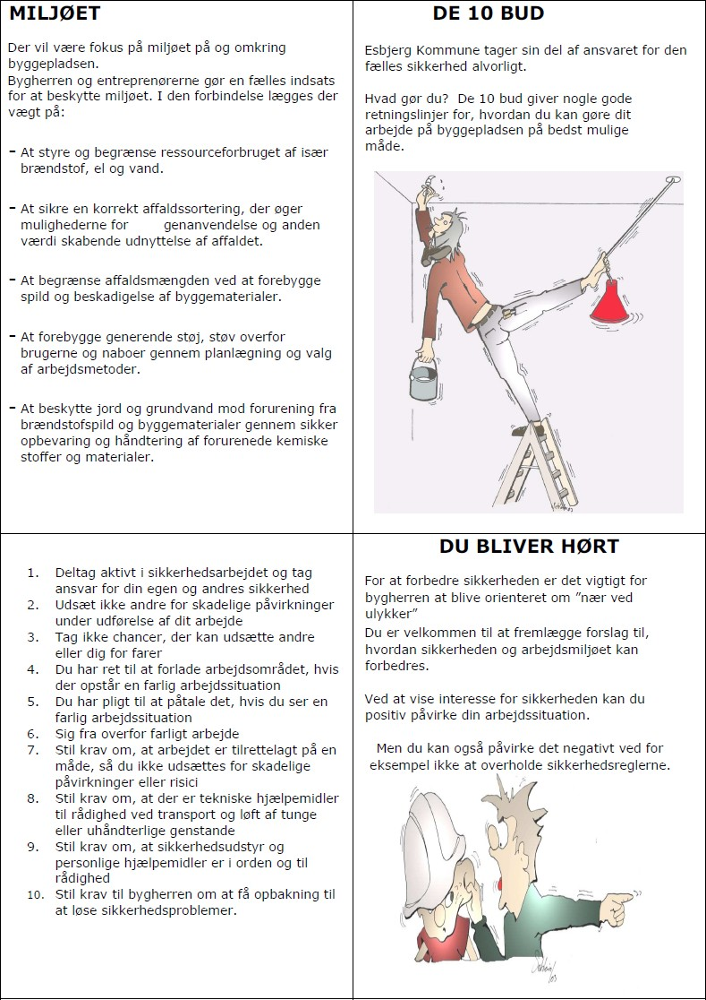 MILJØET
Der vil være fokus på miljøet på og omkring
byggepladsen.
Bygherren og entreprenørerne gør en fælles indsats
for at beskytte miljøet. I den forbindelse lægges der
vægt på:
- At styre og begrænse ressourceforbruget af især
brændstof, el og vand.
- At sikre en korrekt affaldssortering, der øger
mulighederne for genanvendelse og anden
værdi skabende udnyttelse af affaldet.
- At begrænse affaldsmængden ved at forebygge
spild og beskadigelse af byggematerialer.
- At forebygge generende støj, støv overfor
brugerne og naboer gennem planlægning og valg
af arbejdsmetoder.
- At beskytte jord og grundvand mod forurening fra
brændstofspild og byggematerialer gennem sikker
opbevaring og håndtering af forurenede kemiske
stoffer og materialer.
DE 10 BUD
Esbjerg Kommune tager sin del af ansvaret for den
fælles sikkerhed alvorligt.
Hvad gør du? De 10 bud giver nogle gode
retningslinjer for, hvordan du kan gøre dit
arbejde på byggepladsen på bedst mulige
måde.
1. Deltag aktivt i sikkerhedsarbejdet og tag
ansvar for din egen og andres sikkerhed
2. Udsæt ikke andre for skadelige påvirkninger
under udførelse af dit arbejde
3. Tag ikke chancer, der kan udsætte andre
eller dig for farer
4. Du har ret til at forlade arbejdsområdet, hvis
der opstår en farlig arbejdssituation
5. Du har pligt til at påtale det, hvis du ser en
farlig arbejdssituation
6. Sig fra overfor farligt arbejde
7. Stil krav om, at arbejdet er tilrettelagt på en
måde, så du ikke udsættes for skadelige
påvirkninger eller risici
8. Stil krav om, at der er tekniske hjælpemidler
til rådighed ved transport og løft af tunge
eller uhåndterlige genstande
9. Stil krav om, at sikkerhedsudstyr og
personlige hjælpemidler er i orden og til
rådighed
10. Stil krav til bygherren om at få opbakning til
at løse sikkerhedsproblemer.
DU BLIVER HØRT
For at forbedre sikkerheden er det vigtigt for
bygherren at blive orienteret om ”nær ved
ulykker”
Du er velkommen til at fremlægge forslag til,
hvordan sikkerheden og arbejdsmiljøet kan
forbedres.
Ved at vise interesse for sikkerheden kan du
positiv påvirke din arbejdssituation.
Men du kan også påvirke det negativt ved for
eksempel ikke at overholde sikkerhedsreglerne.